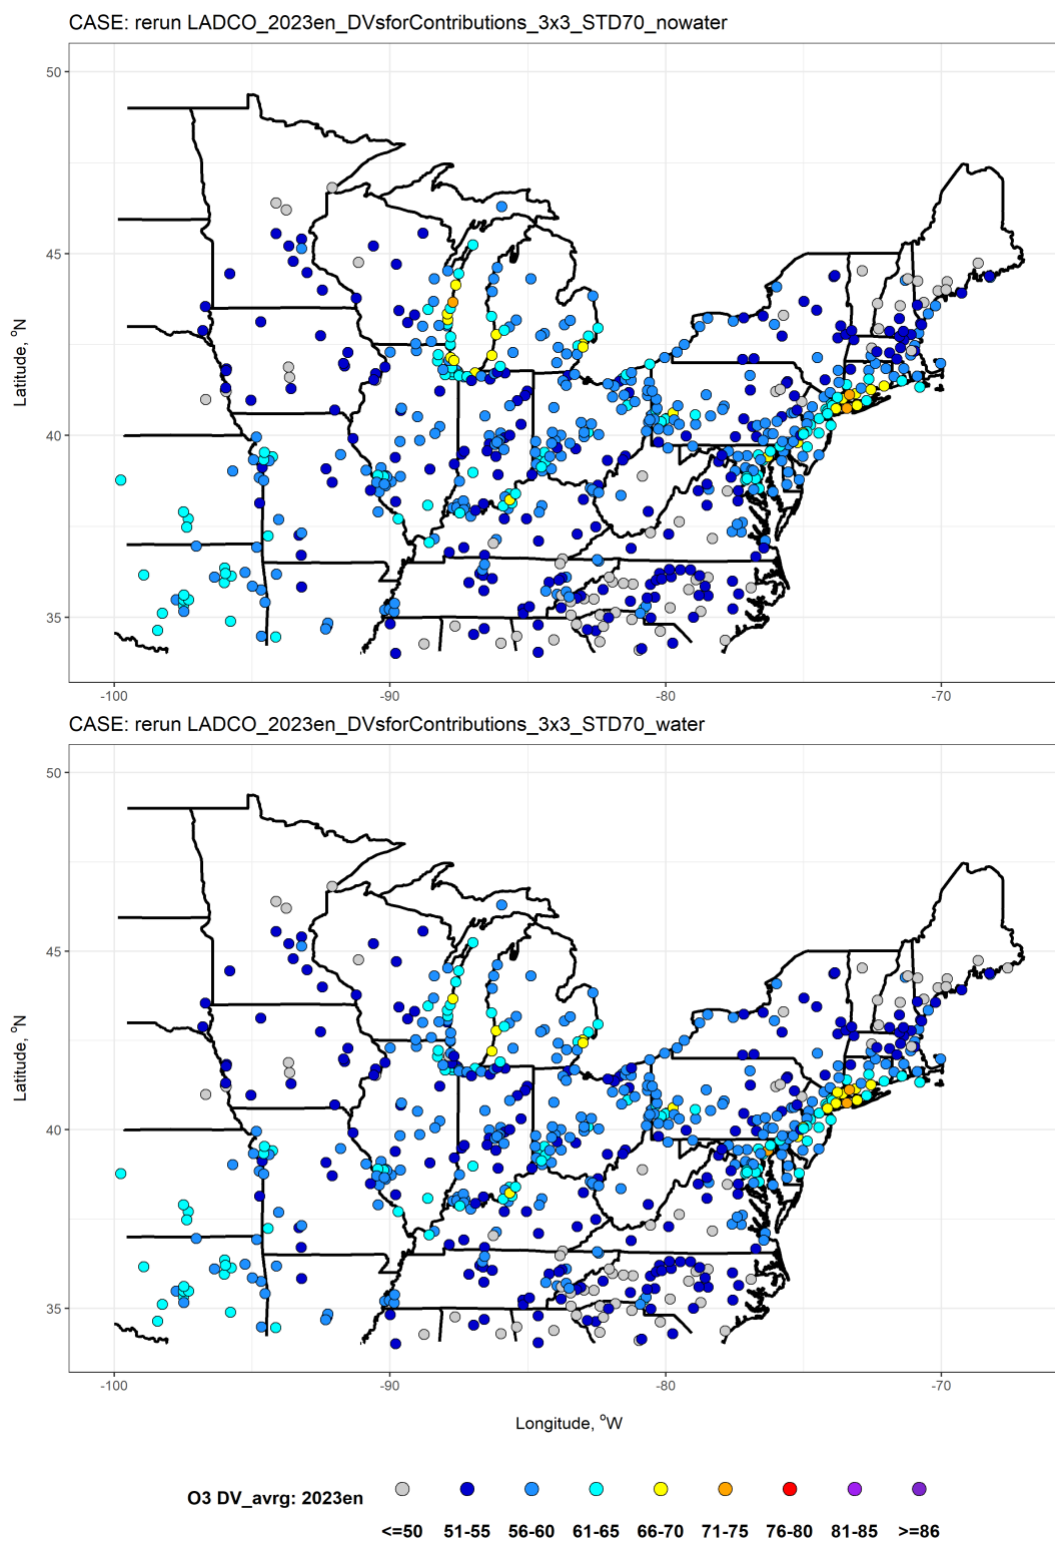 CASE: rerun LADCO_2023en_DVsforContributions_3x3_STD70_nowater
50
45
40
35
Latitude, °N
-100 -90 -80 -70
CASE: rerun LADCO_2023en_DVsforContributions_3x3_STD70_water
50
45
40
35
Latitude, °N
-100 -90 -80 -70
Longitude, °W
O3 DV_avrg: 2023en
<=50 51-55 56-60 61-65 66-70 71-75 76-80 81-85 >=86